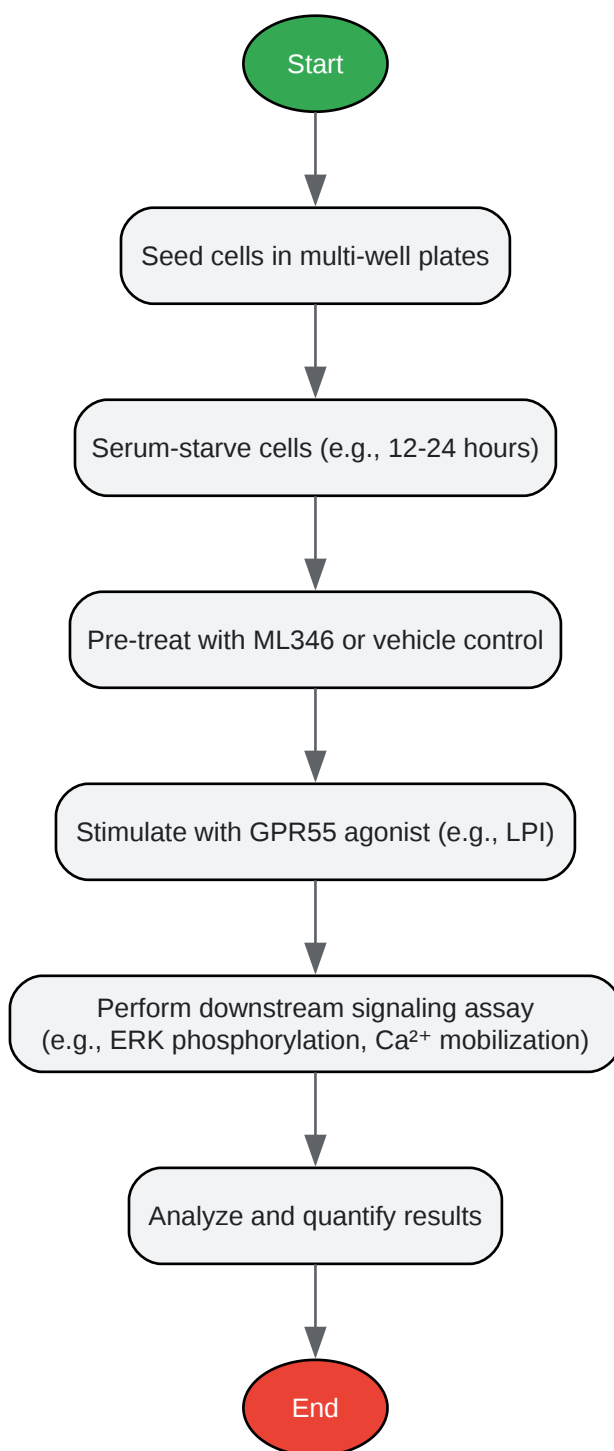 Start
Seed cells in multi-well plates
Serum-starve cells (e.g., 12-24 hours)
Pre-treat with ML346 or vehicle control
Stimulate with GPR55 agonist (e.g., LPI)
Perform downstream signaling assay
(e.g., ERK phosphorylation, Ca²⁺ mobilization)
Analyze and quantify results
End